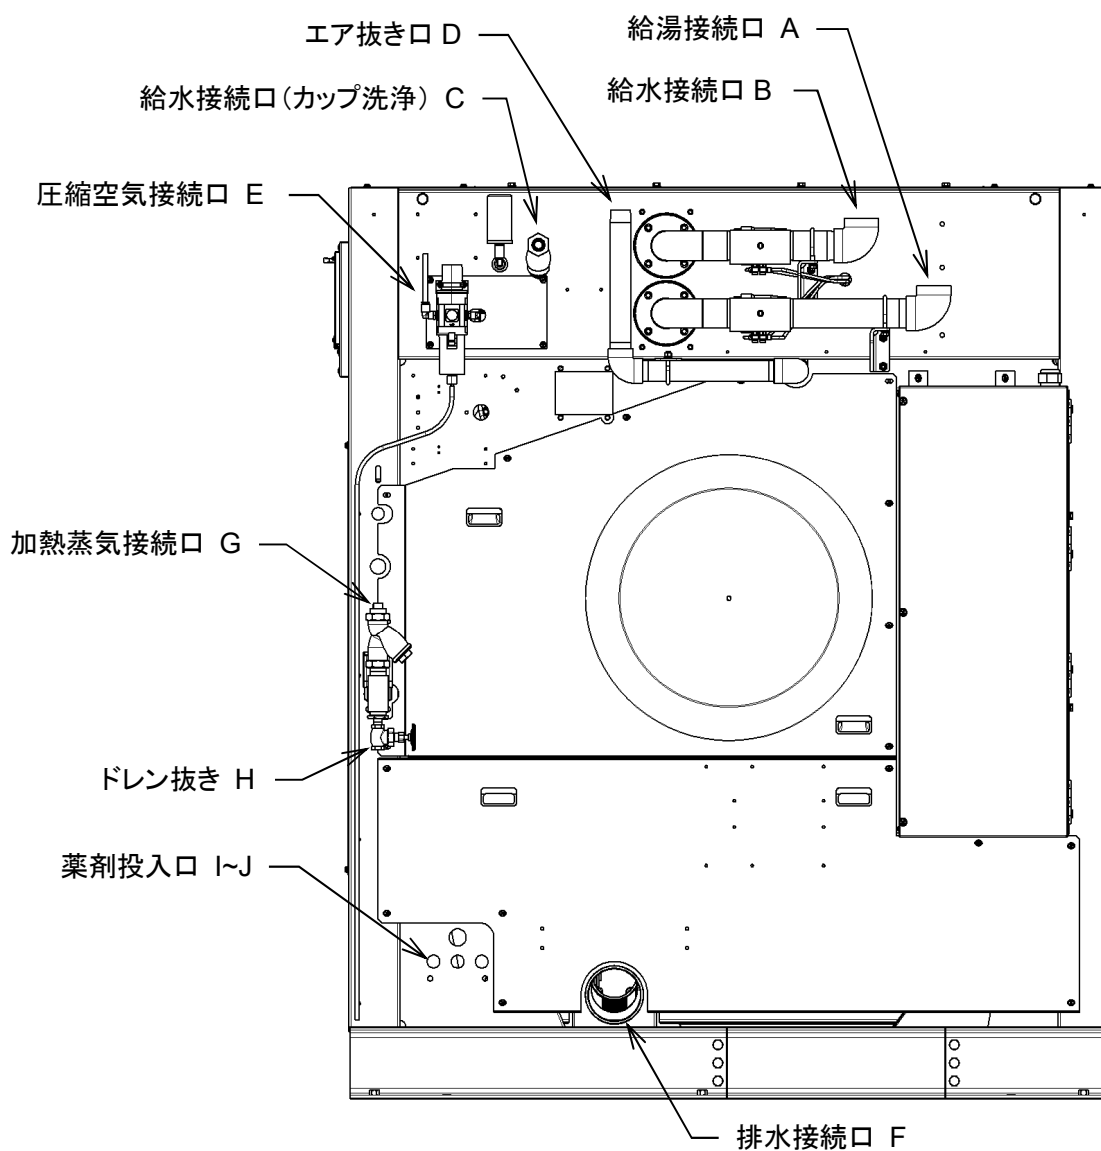 エア抜き口 D
給湯接続口 A
給水接続口（カップ洗浄） C
給水接続口 B
圧縮空気接続口 E
加熱蒸気接続口 G
ドレン抜き H
薬剤投入口 I~J
排水接続口 F